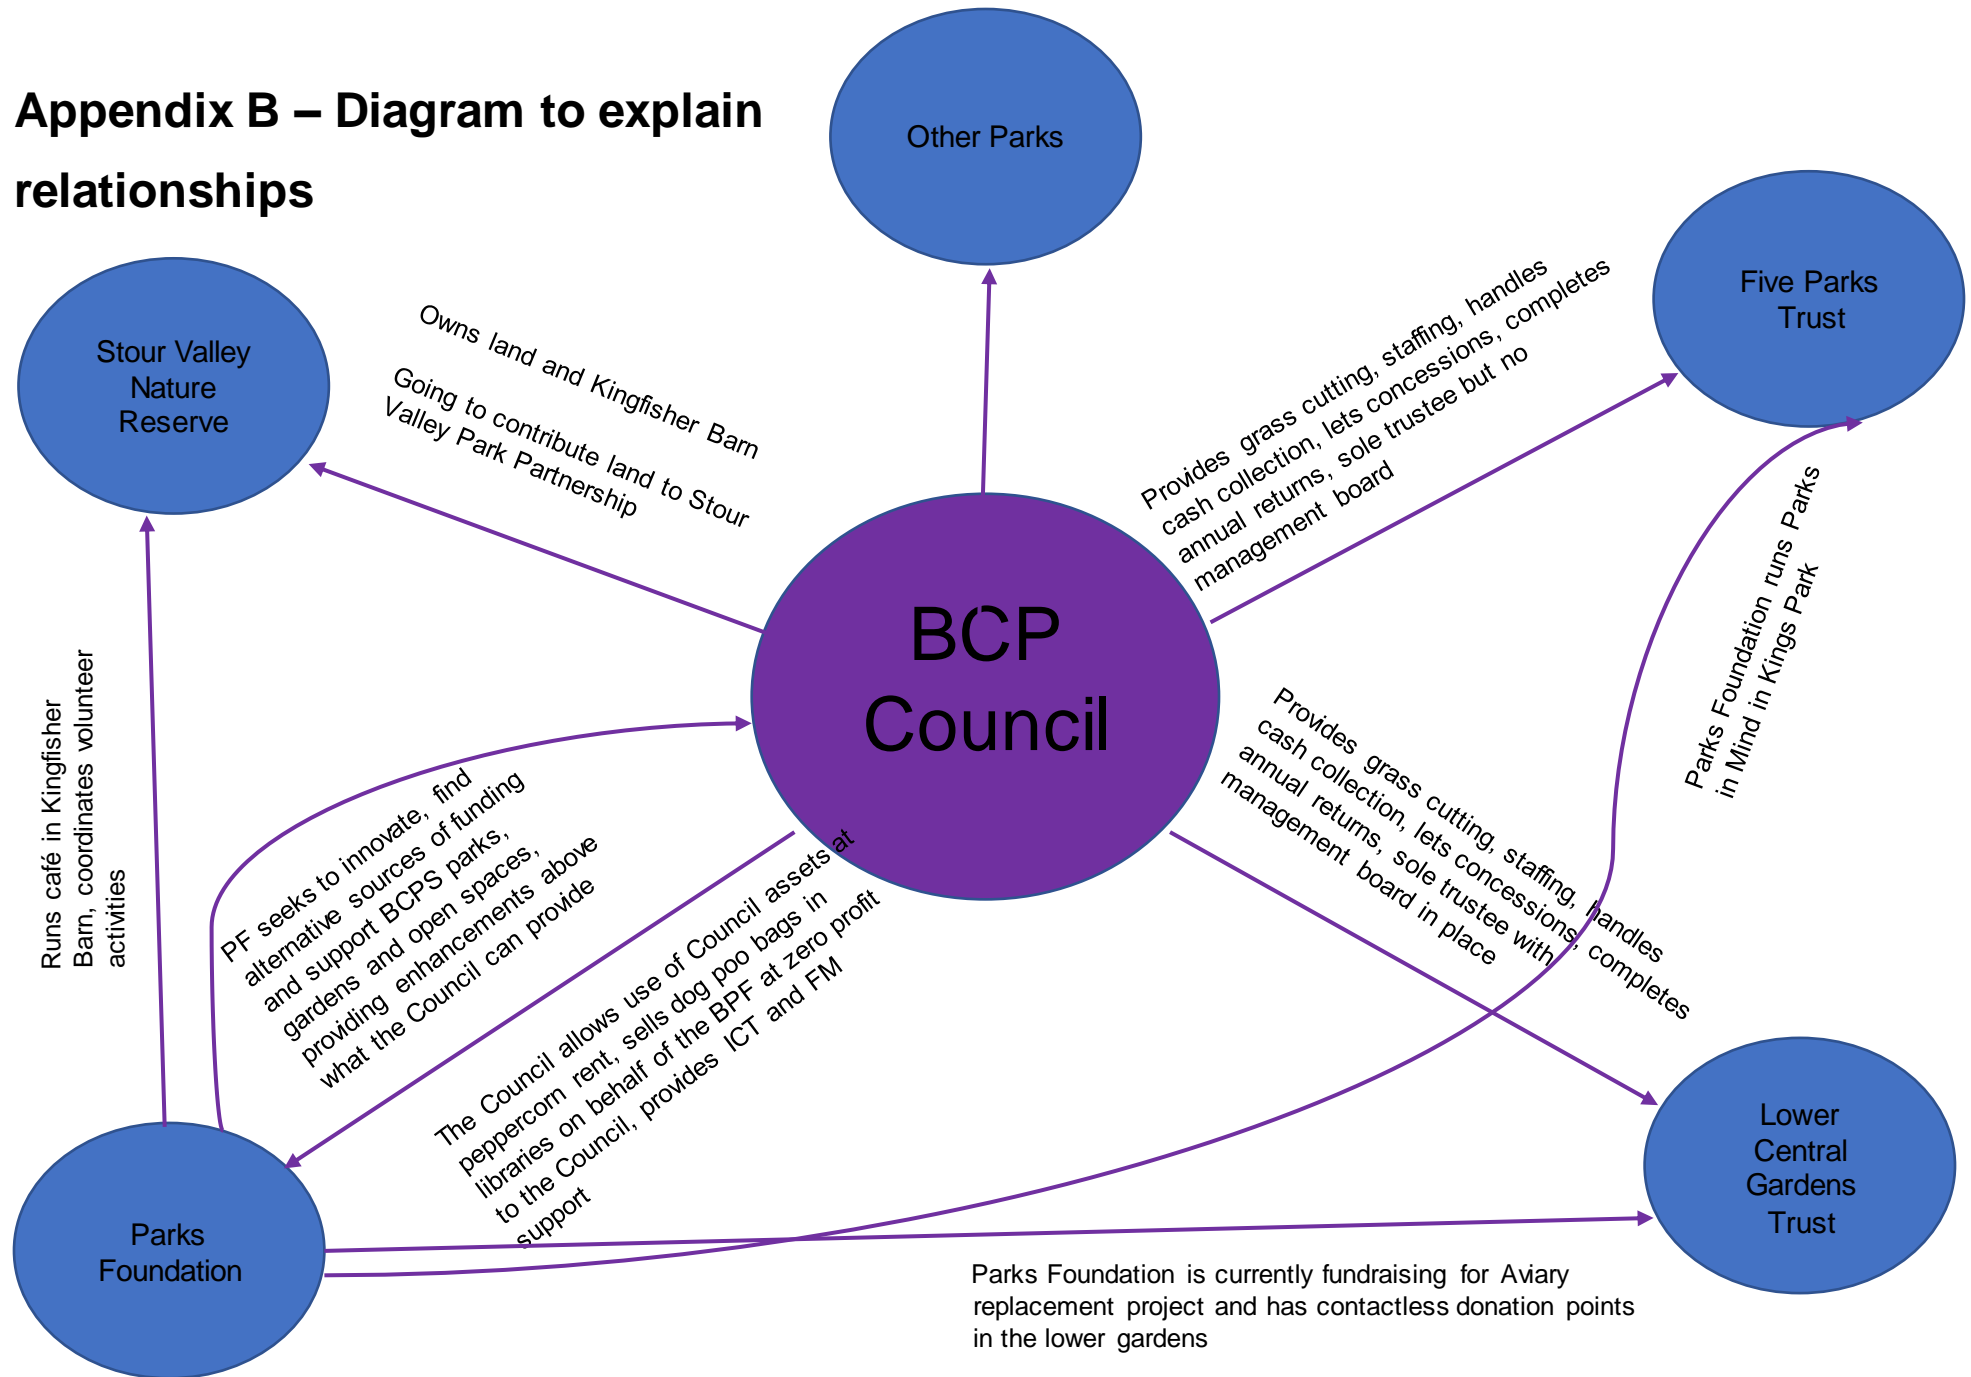 Appendix B – Diagram to explain
relationships
Other Parks
Five Parks
Trust
Stour Valley
Nature
Reserve
Owns land and Kingfisher Barn
Going to contribute land to Stour
Valley Park Partnership
Provides grass cutting, staffing, handles
cash collection, lets concessions, completes
annual returns, sole trustee but no
management board
BCP
Council
Parks Foundation runs Parks
in Mind in Kings Park
Runs café in Kingfisher
Barn, coordinates volunteer
activities
PF seeks to innovate, find
alternative sources of funding
and support BCPS parks,
gardens and open spaces,
providing enhancements above
what the Council can provide
The Council allows use of Council assets at
peppercorn rent, sells dog poo bags in
libraries on behalf of the BPF at zero profit
to the Council, provides ICT and FM
support
Provides grass cutting, staffing, handles
cash collection, lets concessions, completes
annual returns, sole trustee with
management board in place
Lower
Central
Gardens
Trust
Parks
Foundation
Parks Foundation is currently fundraising for Aviary
replacement project and has contactless donation points
in the lower gardens